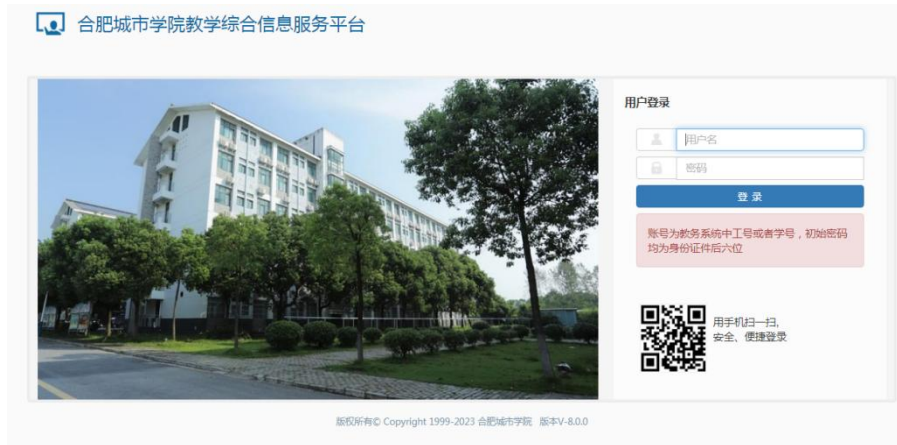 合肥城市学院教学综合信息服务平台
用户登录
用户名
密码
登 录
账号为教务系统中工号或者学号，初始密码
均为身份证件后六位
用手机扫一扫,
安全、便捷登录
版权所有© Copyright 1999-2023 合肥城市学院 版本V-8.0.0